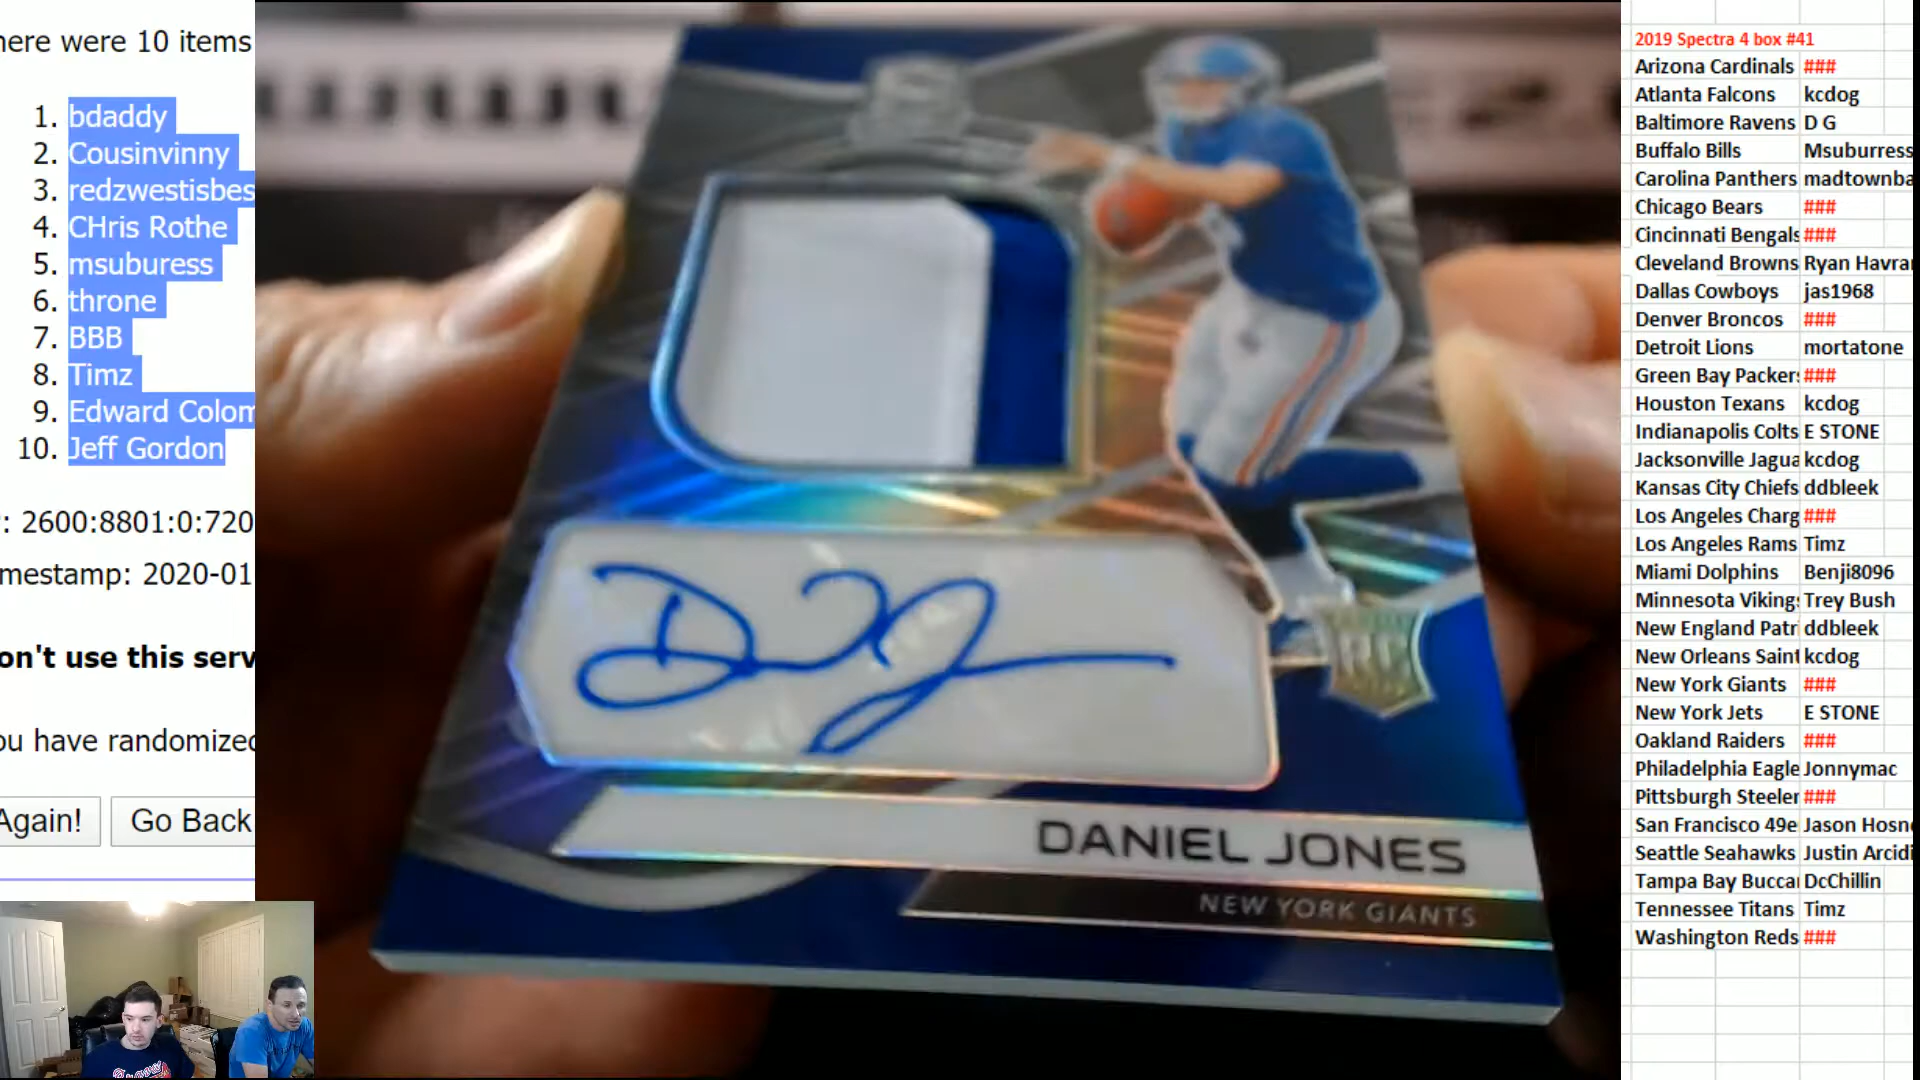 here were 10 items
1. bdaddy
2. Cousinvinny
3. redzwestisbes
4. CHris Rothe
5. msuburess
6. throne
7. BBB
8. Timz
9. Edward Colom
10. Jeff Gordon
: 2600:8801:0:720
mestamp: 2020-01
on't use this serv
ou have randomized
Again!
Go Back
DANIEL JONES
NEW YORK GIANTS
RC
2019 Spectra 4 box #41
Arizona Cardinals ###
Atlanta Falcons kcdog
Baltimore Ravens D G
Buffalo Bills Msuburress
Carolina Panthers madtownba
Chicago Bears ###
Cincinnati Bengals ###
Cleveland Browns Ryan Havra
Dallas Cowboys jas1968
Denver Broncos ###
Detroit Lions mortatone
Green Bay Packers ###
Houston Texans kcdog
Indianapolis Colts E STONE
Jacksonville Jagua kcdog
Kansas City Chiefs ddbleek
Los Angeles Charg ###
Los Angeles Rams Timz
Miami Dolphins Benji8096
Minnesota Vikings Trey Bush
New England Patri ddbleek
New Orleans Saint kcdog
New York Giants ###
New York Jets E STONE
Oakland Raiders ###
Philadelphia Eagle Jonnymac
Pittsburgh Steeler ###
San Francisco 49e Jason Hosn
Seattle Seahawks Justin Arcidi
Tampa Bay Bucca DcChillin
Tennessee Titans Timz
Washington Reds ###